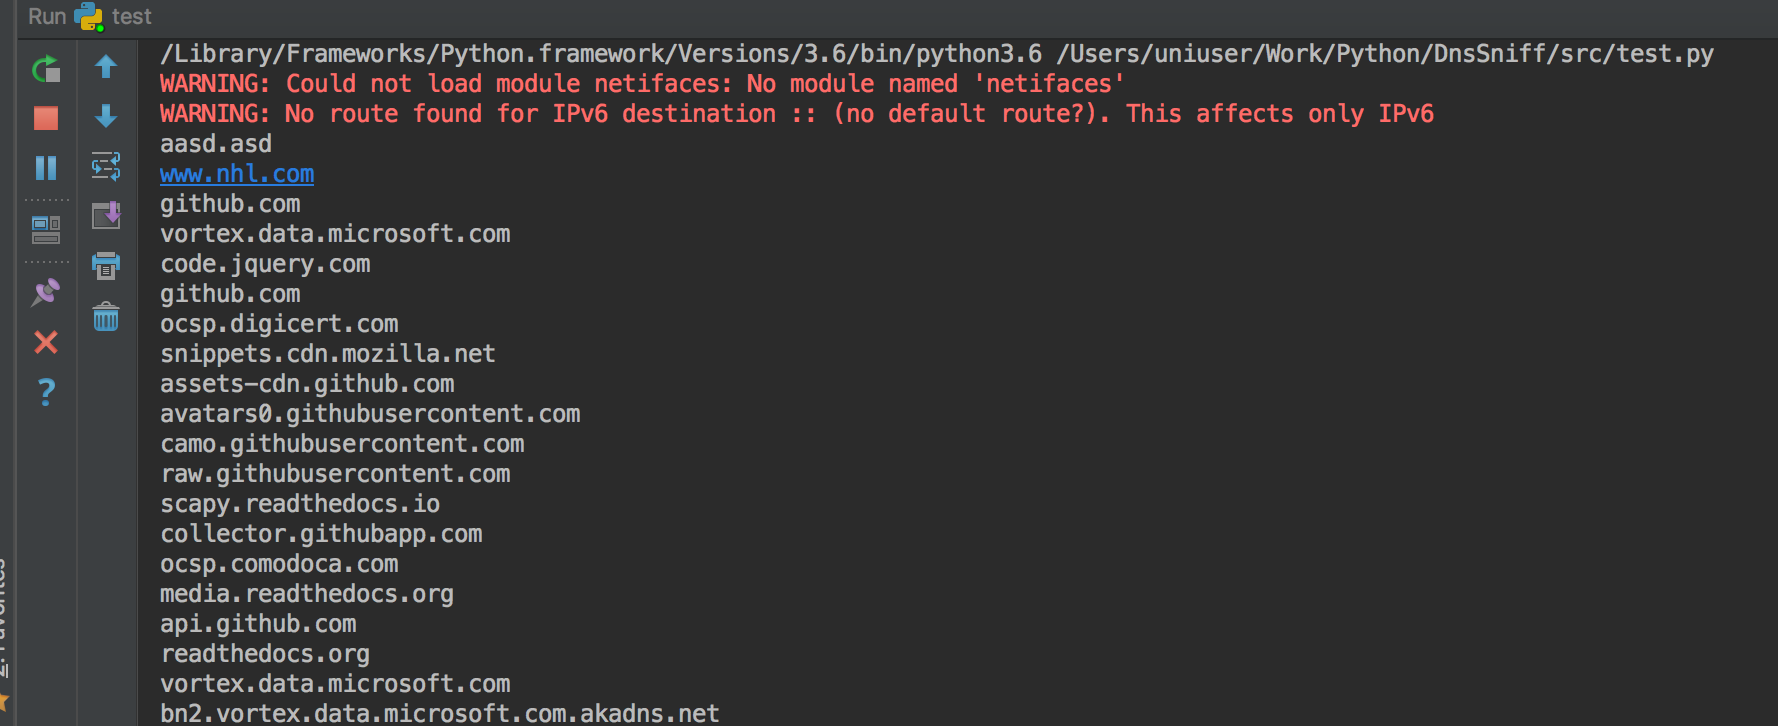 Run test
/Library/Frameworks/Python.framework/Versions/3.6/bin/python3.6 /Users/uniuser/Work/Python/DnsSniff/src/test.py
WARNING: Could not load module netifaces: No module named 'netifaces'
WARNING: No route found for IPv6 destination :: (no default route?). This affects only IPv6
aasd.asd
www.nhl.com
github.com
vortex.data.microsoft.com
code.jquery.com
github.com
ocsp.digicert.com
snippets.cdn.mozilla.net
assets-cdn.github.com
avatars0.githubusercontent.com
camo.githubusercontent.com
raw.githubusercontent.com
scapy.readthedocs.io
collector.githubapp.com
ocsp.comodoca.com
media.readthedocs.org
api.github.com
readthedocs.org
vortex.data.microsoft.com
bn2.vortex.data.microsoft.com.akadns.net
2: Favorites